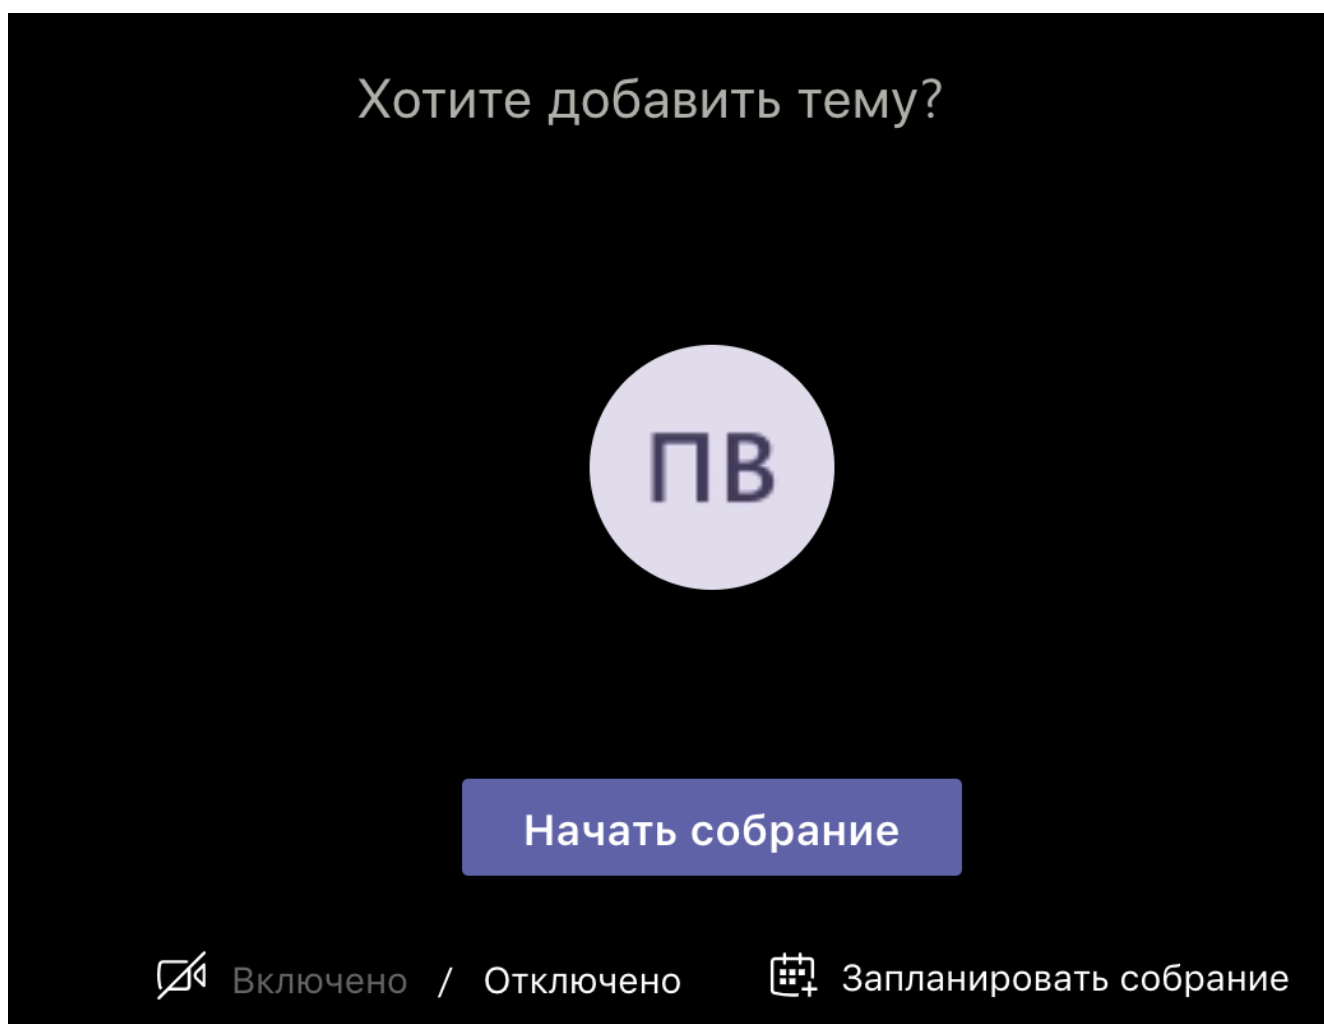 Хотите добавить тему?
ПВ
Начать собрание
Включено / Отключено Запланировать собрание